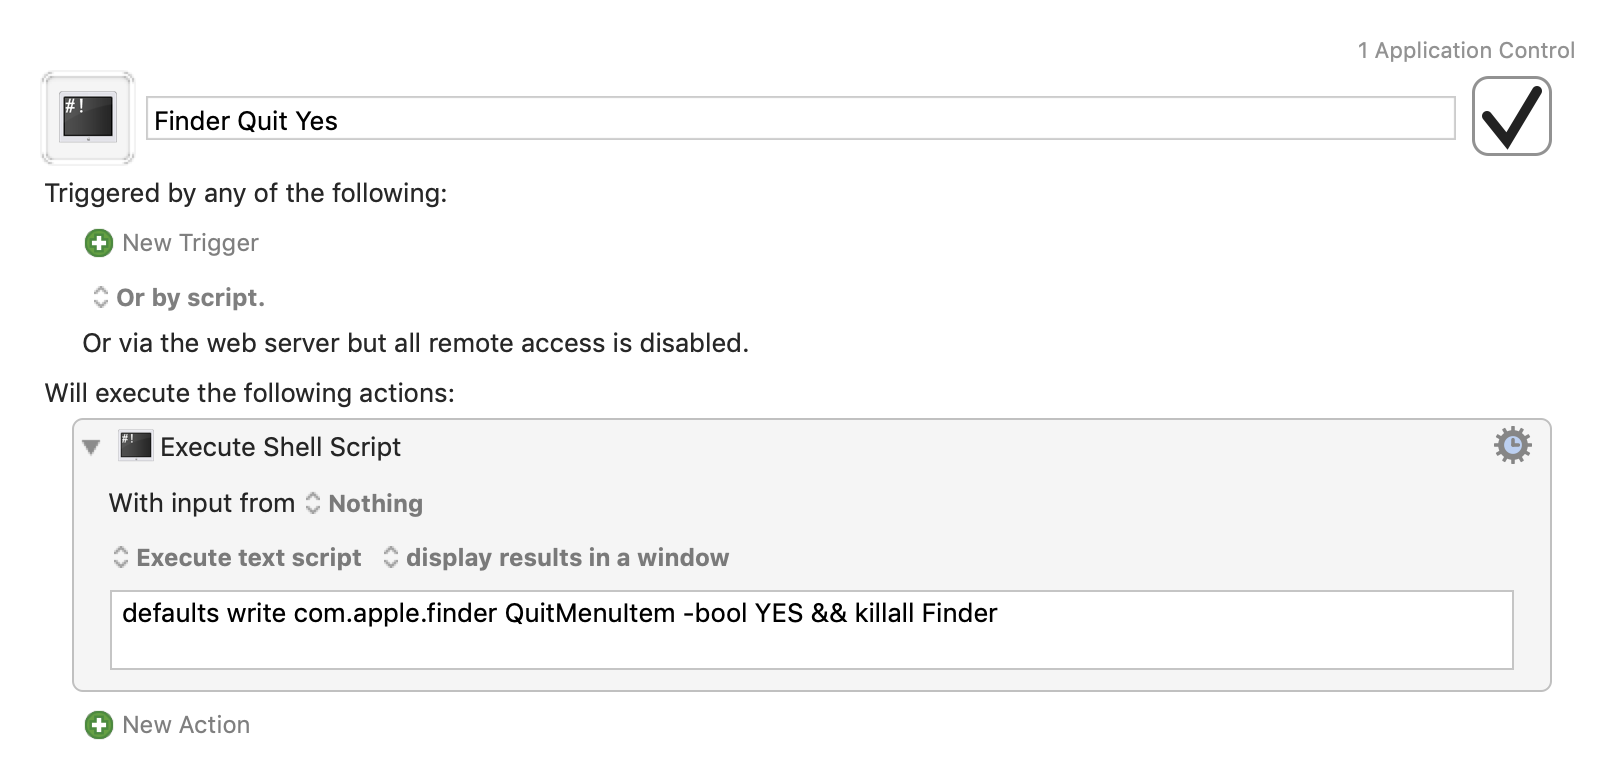 1 Application Control
#!
Finder Quit Yes
Triggered by any of the following:
New Trigger
Or by script.
Or via the web server but all remote access is disabled.
Will execute the following actions:
#! Execute Shell Script
With input from Nothing
Execute text script display results in a window
defaults write com.apple.finder QuitMenuItem -bool YES && killall Finder
New Action